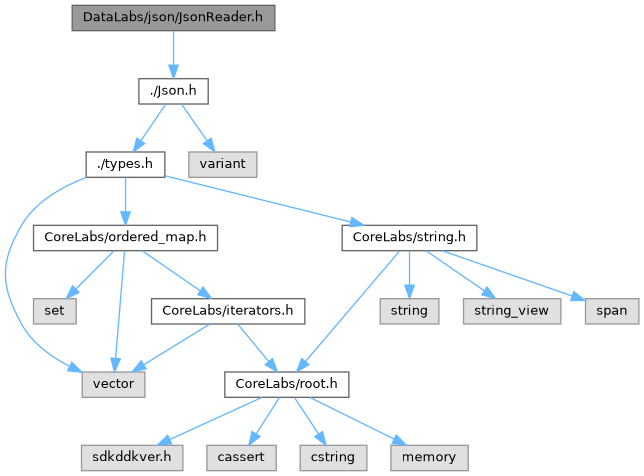 DataLabs/json/JsonReader.h
./Json.h
./types.h
variant
CoreLabs/ordered_map.h
CoreLabs/string.h
set
CoreLabs/iterators.h
string
string_view
span
vector
CoreLabs/root.h
sdkddkver.h
cassert
cstring
memory